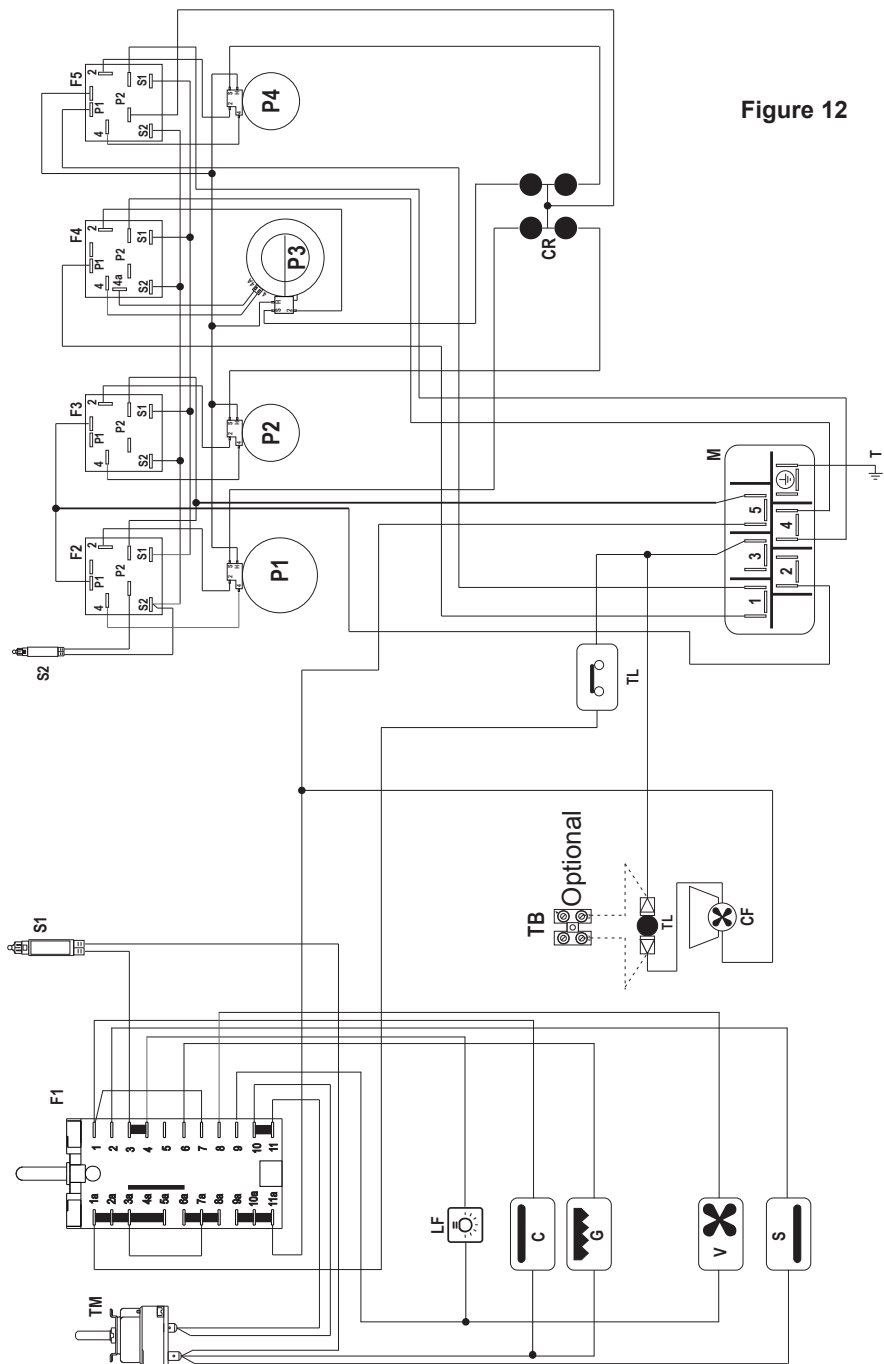 Figure 12
F5
2
P1
P2
4
S1
S2
P4
F4
2
P1
P2
4
4a
S1
S2
P3
F3
2
P1
P2
4
S1
S2
P2
F2
2
P1
P2
4
S1
S2
P1
S2
CR
M
1
2
3
4
5
T
TL
TB
Optional
TL
CF
S1
F1
1a
2a
3a
4a
5a
6a
7a
8a
9a
10a
11a
1
2
3
4
5
6
7
8
9
10
11
TM
LF
C
G
V
S